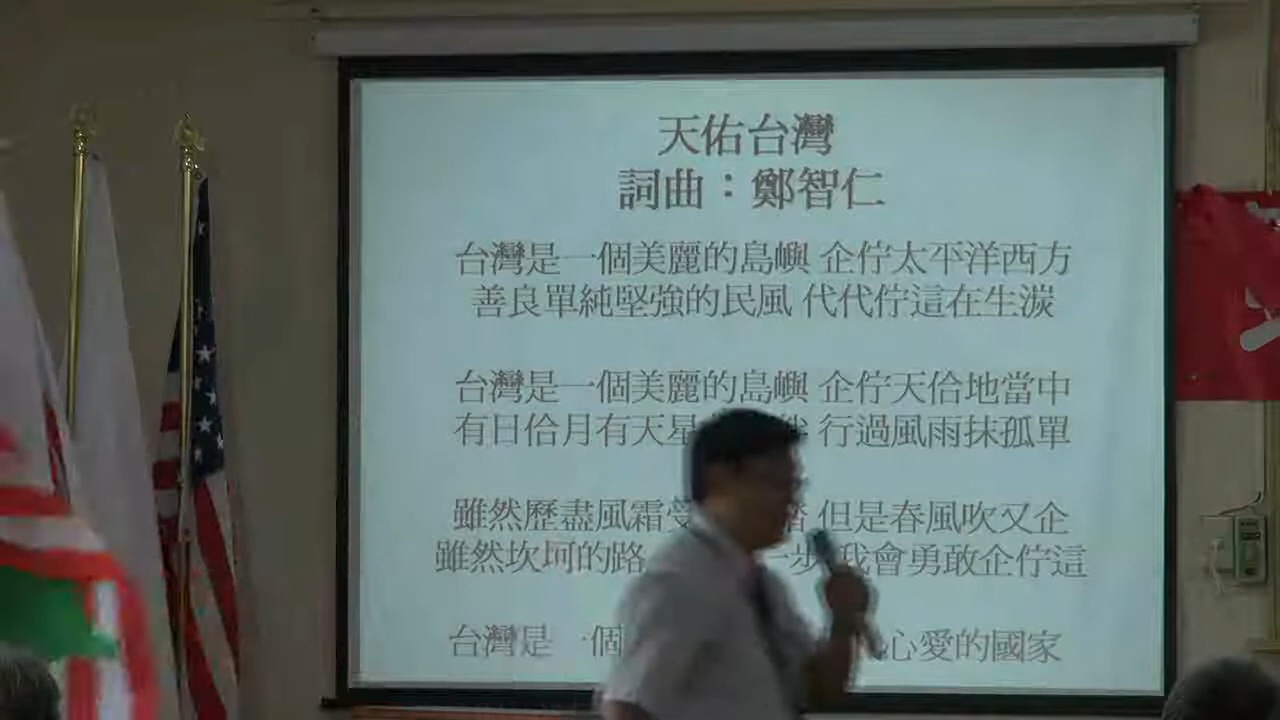 天佑台灣
詞曲：鄭智仁
台灣是一個美麗的島嶼 企佇太平洋西方
善良單純堅強的民風 代代佇這在生湠
台灣是一個美麗的島嶼 企佇天佮地當中
有日佮月有天星 行過風雨抹孤單
雖然歷盡風霜受 但是春風吹又企
雖然坎坷的路 一步 我會勇敢企佇這
台灣是一個 心愛的國家